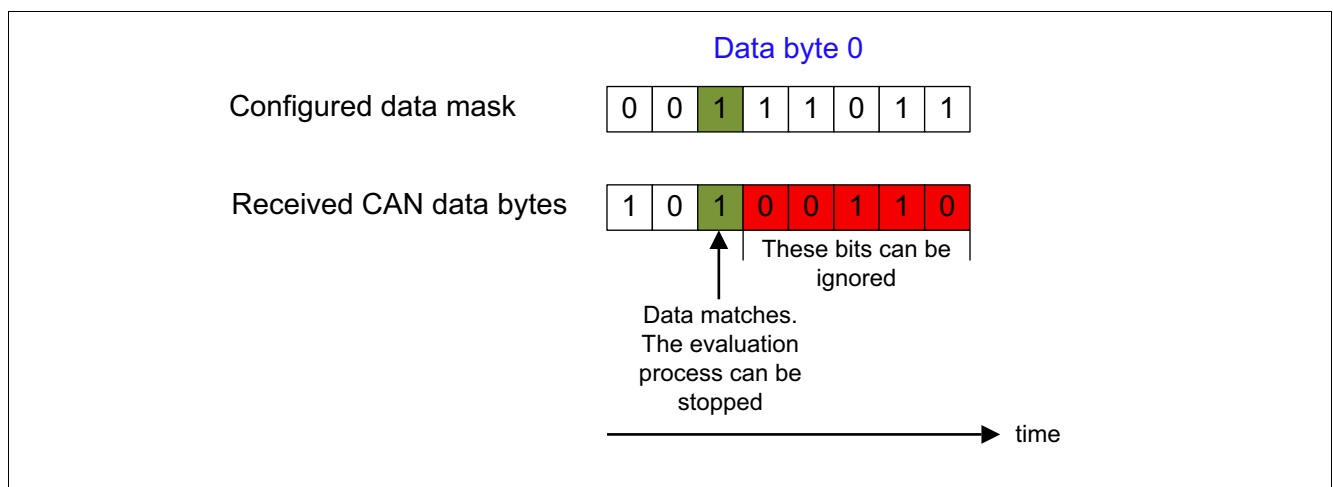 Data byte 0
Configured data mask 0 0 1 1 1 0 1 1
Received CAN data bytes 1 0 1 0 0 1 1 0
These bits can be
ignored
Data matches.
The evaluation
process can be
stopped
time